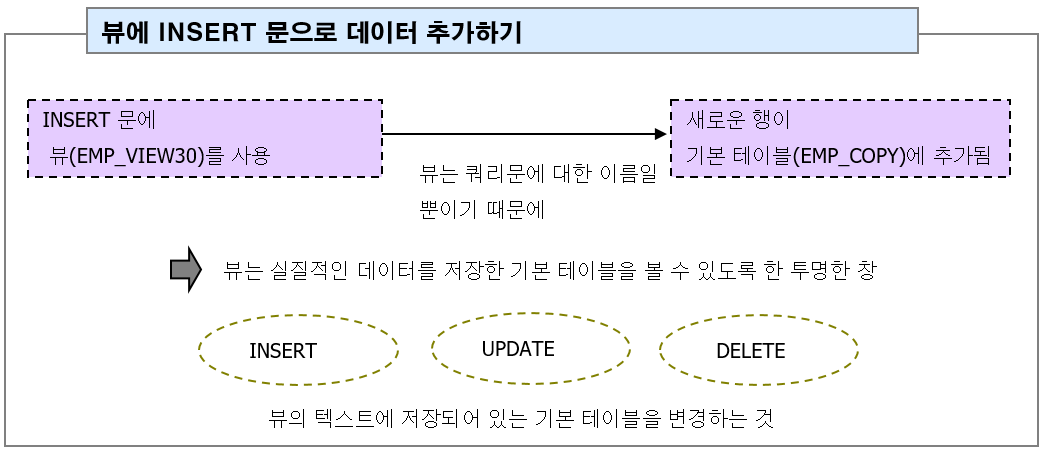 뷰에 INSERT 문으로 데이터 추가하기
INSERT 문에
뷰(EMP_VIEW30)를 사용
새로운 행이
기본 테이블(EMP_COPY)에 추가됨
뷰는 쿼리문에 대한 이름일
뿐이기 때문에
뷰는 실질적인 데이터를 저장한 기본 테이블을 볼 수 있도록 한 투명한 창
INSERT
UPDATE
DELETE
뷰의 텍스트에 저장되어 있는 기본 테이블을 변경하는 것